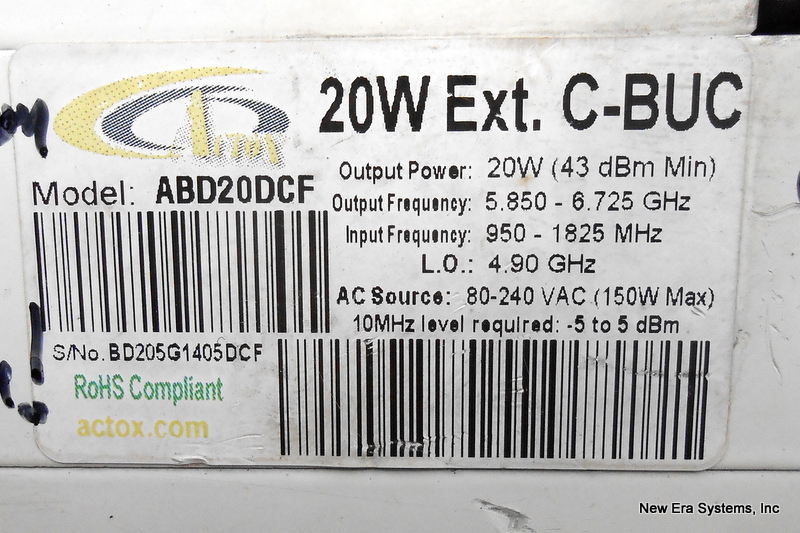 Actox
20W Ext. C-BUC
Model: ABD20DCF
Output Power: 20W (43 dBm Min)
Output Frequency: 5.850 - 6.725 GHz
Input Frequency: 950 - 1825 MHz
L.O.: 4.90 GHz
AC Source: 80-240 VAC (150W Max)
10MHz level required: -5 to 5 dBm
S/No. BD205G1405DCF
RoHS Compliant
actox.com
New Era Systems, Inc